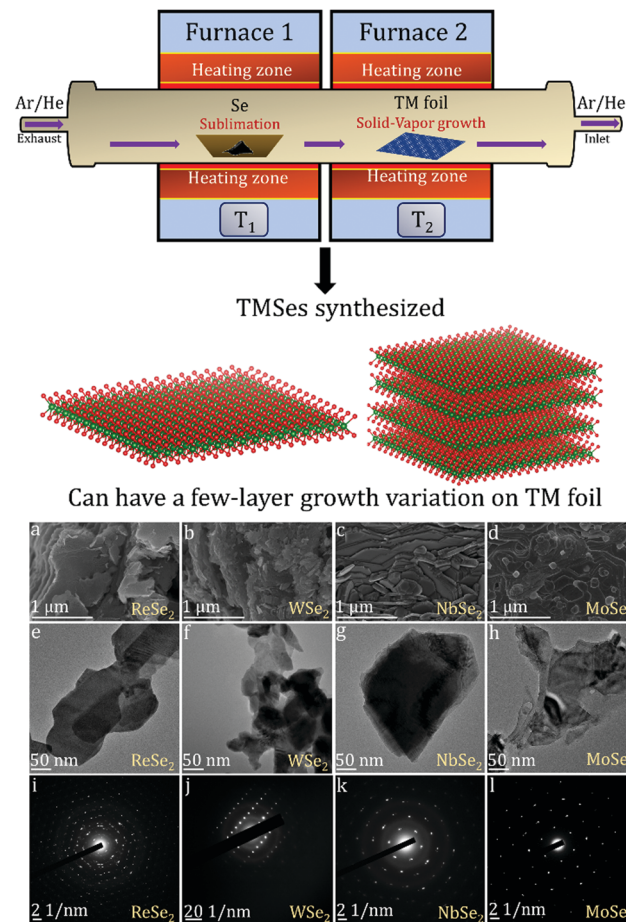 Furnace 1 Furnace 2
Heating zone Heating zone
Ar/He Se TM foil Ar/He
Exhaust Sublimation Solid-Vapor growth Inlet
Heating zone Heating zone
T1 T2
TMSes synthesized
Can have a few-layer growth variation on TM foil
a b c d
1 µm ReSe2 1 µm WSe2 1 µm NbSe2 1 µm MoSe2
e f g h
50 nm ReSe2 50 nm WSe2 50 nm NbSe2 50 nm MoSe
i j k l
2 1/nm ReSe2 20 1/nm WSe2 2 1/nm NbSe2 2 1/nm MoSe